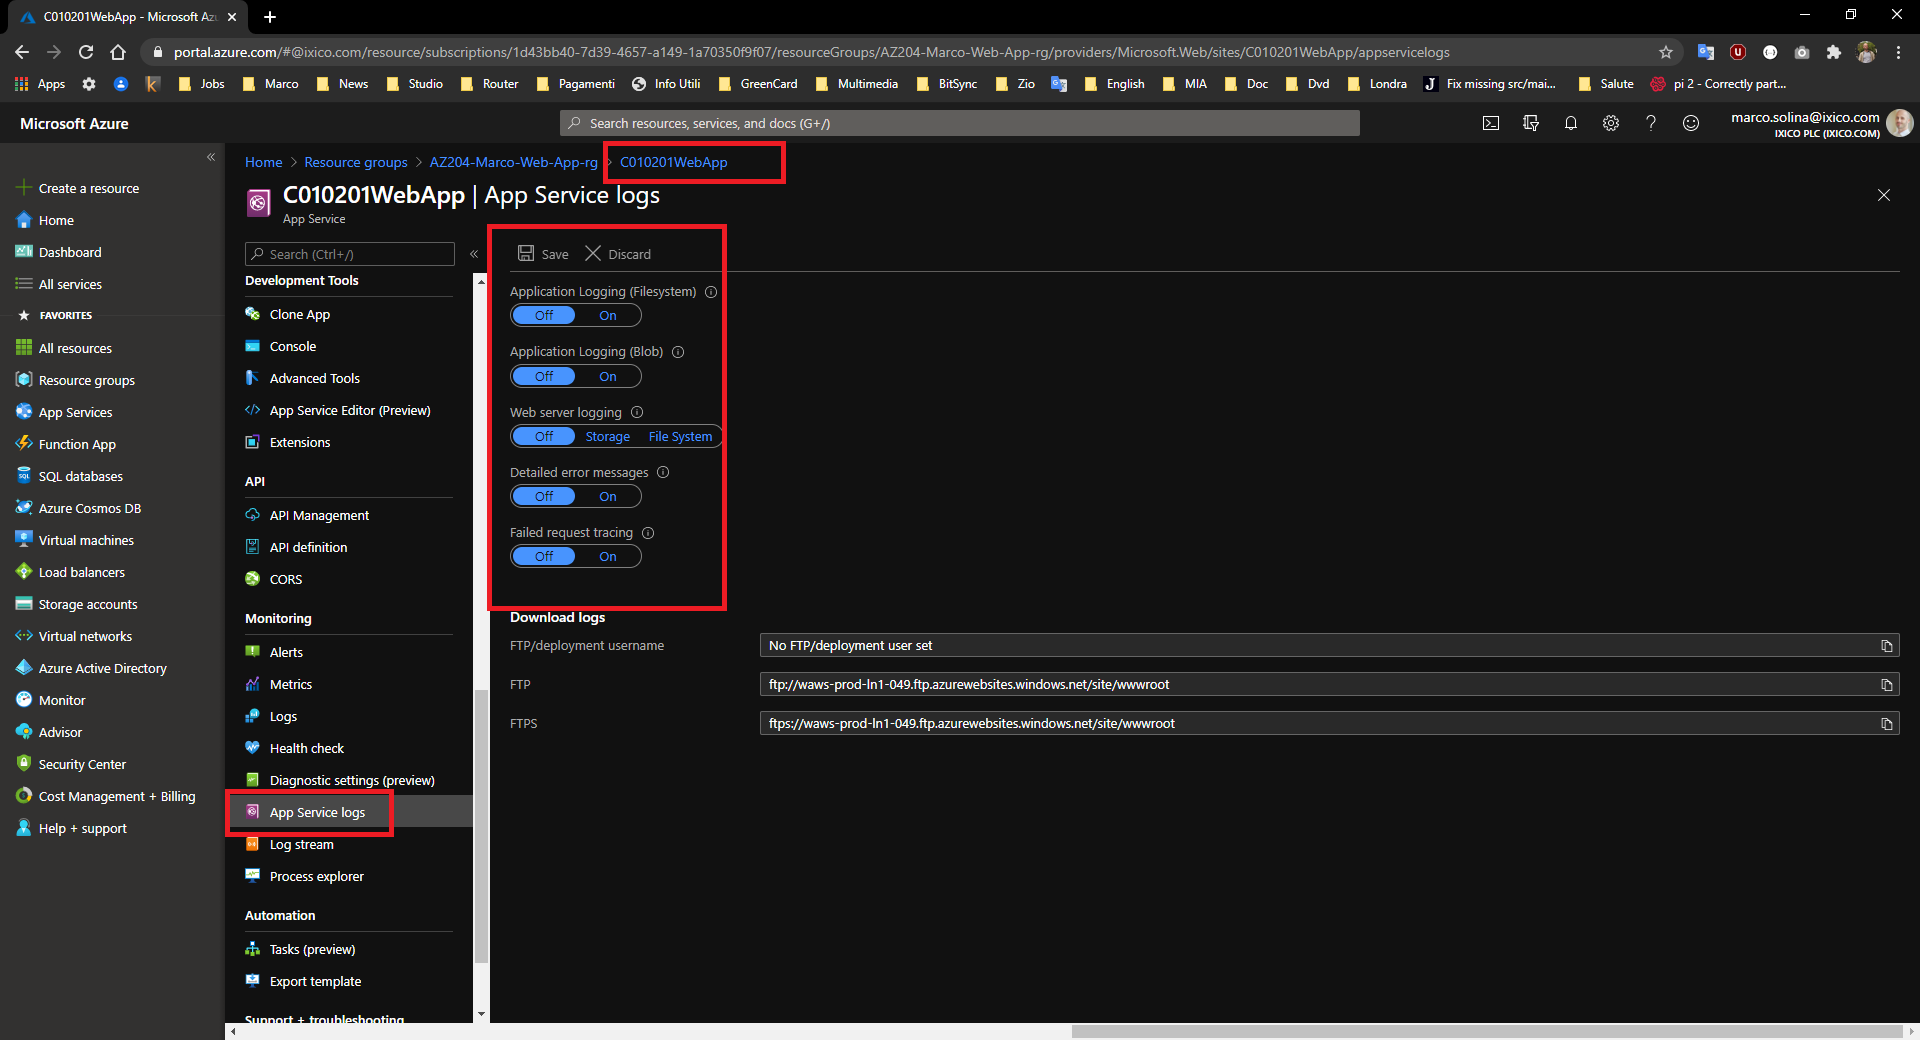 C010201WebApp - Microsoft Az
portal.azure.com/#@ixico.com/resource/subscriptions/1d43bb40-7d39-4657-a149-1a70350f9f07/resourceGroups/AZ204-Marco-Web-App-rg/providers/Microsoft.Web/sites/C010201WebApp/appservicelogs
Apps Jobs Marco News Studio Router Pagamenti Info Utili GreenCard Multimedia BitSync Zio English MIA Doc Dvd Londra Fix missing src/mai... Salute pi 2 - Correctly part...
Microsoft Azure
Search resources, services, and docs (G+/)
marco.solina@ixico.com
IXICO PLC (IXICO.COM)
Home > Resource groups > AZ204-Marco-Web-App-rg > C010201WebApp
C010201WebApp | App Service logs
App Service
Create a resource
Home
Dashboard
All services
FAVORITES
All resources
Resource groups
App Services
Function App
SQL databases
Azure Cosmos DB
Virtual machines
Load balancers
Storage accounts
Virtual networks
Azure Active Directory
Monitor
Advisor
Security Center
Cost Management + Billing
Help + support
Search (Ctrl+/)
Development Tools
Clone App
Console
Advanced Tools
App Service Editor (Preview)
Extensions
API
API Management
API definition
CORS
Monitoring
Alerts
Metrics
Logs
Health check
Diagnostic settings (preview)
App Service logs
Log stream
Process explorer
Automation
Tasks (preview)
Export template
Support + troubleshooting
Save Discard
Application Logging (Filesystem)
Off On
Application Logging (Blob)
Off On
Web server logging
Off Storage File System
Detailed error messages
Off On
Failed request tracing
Off On
Download logs
FTP/deployment username No FTP/deployment user set
FTP ftp://waws-prod-ln1-049.ftp.azurewebsites.windows.net/site/wwwroot
FTPS ftps://waws-prod-ln1-049.ftp.azurewebsites.windows.net/site/wwwroot